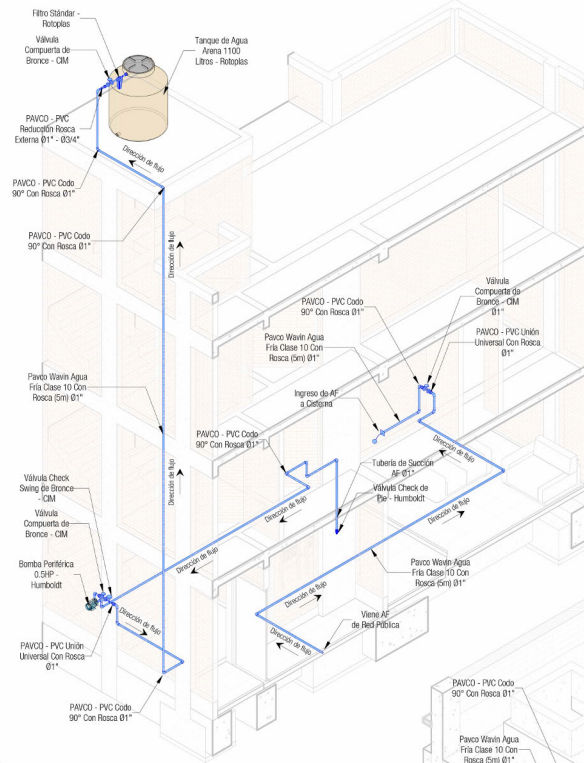 Filtro Stándar -
Rotoplas
Válvula
Compuerta de
Bronce - CIM
Tanque de Agua
Arena 1100
Litros - Rotoplas
PAVCO - PVC
Reducción Rosca
Externa Ø1" - Ø3/4"
Dirección de flujo
PAVCO - PVC Codo
90° Con Rosca Ø1"
PAVCO - PVC Codo
90° Con Rosca Ø1"
Dirección de flujo
Válvula
Compuerta de
Bronce - CIM
Ø1"
PAVCO - PVC Codo
90° Con Rosca Ø1"
PAVCO - PVC Unión
Universal Con Rosca
Ø1"
Pavco Wavin Agua
Fría Clase 10 Con
Rosca (5m) Ø1"
Pavco Wavin Agua
Fría Clase 10 Con
Rosca (5m) Ø1"
Ingreso de AF
a Cisterna
PAVCO - PVC Codo
90° Con Rosca Ø1"
Dirección de flujo
Tubería de Succión
AF Ø1"
Válvula Check de
Pie - Humboldt
Válvula Check
Swing de Bronce
- CIM
Dirección de flujo
Dirección de flujo
Válvula
Compuerta de
Bronce - CIM
Dirección de flujo
Bomba Periférica
0.5HP -
Humboldt
Pavco Wavin Agua
Fría Clase 10 Con
Rosca (5m) Ø1"
Dirección de flujo
Dirección de flujo
Viene AF
de Red Pública
PAVCO - PVC Unión
Universal Con Rosca
Ø1"
Dirección de flujo
PAVCO - PVC Codo
90° Con Rosca Ø1"
PAVCO - PVC Codo
90° Con Rosca Ø1"
Pavco Wavin Agua
Fría Clase 10 Con
Rosca (5m) Ø1"